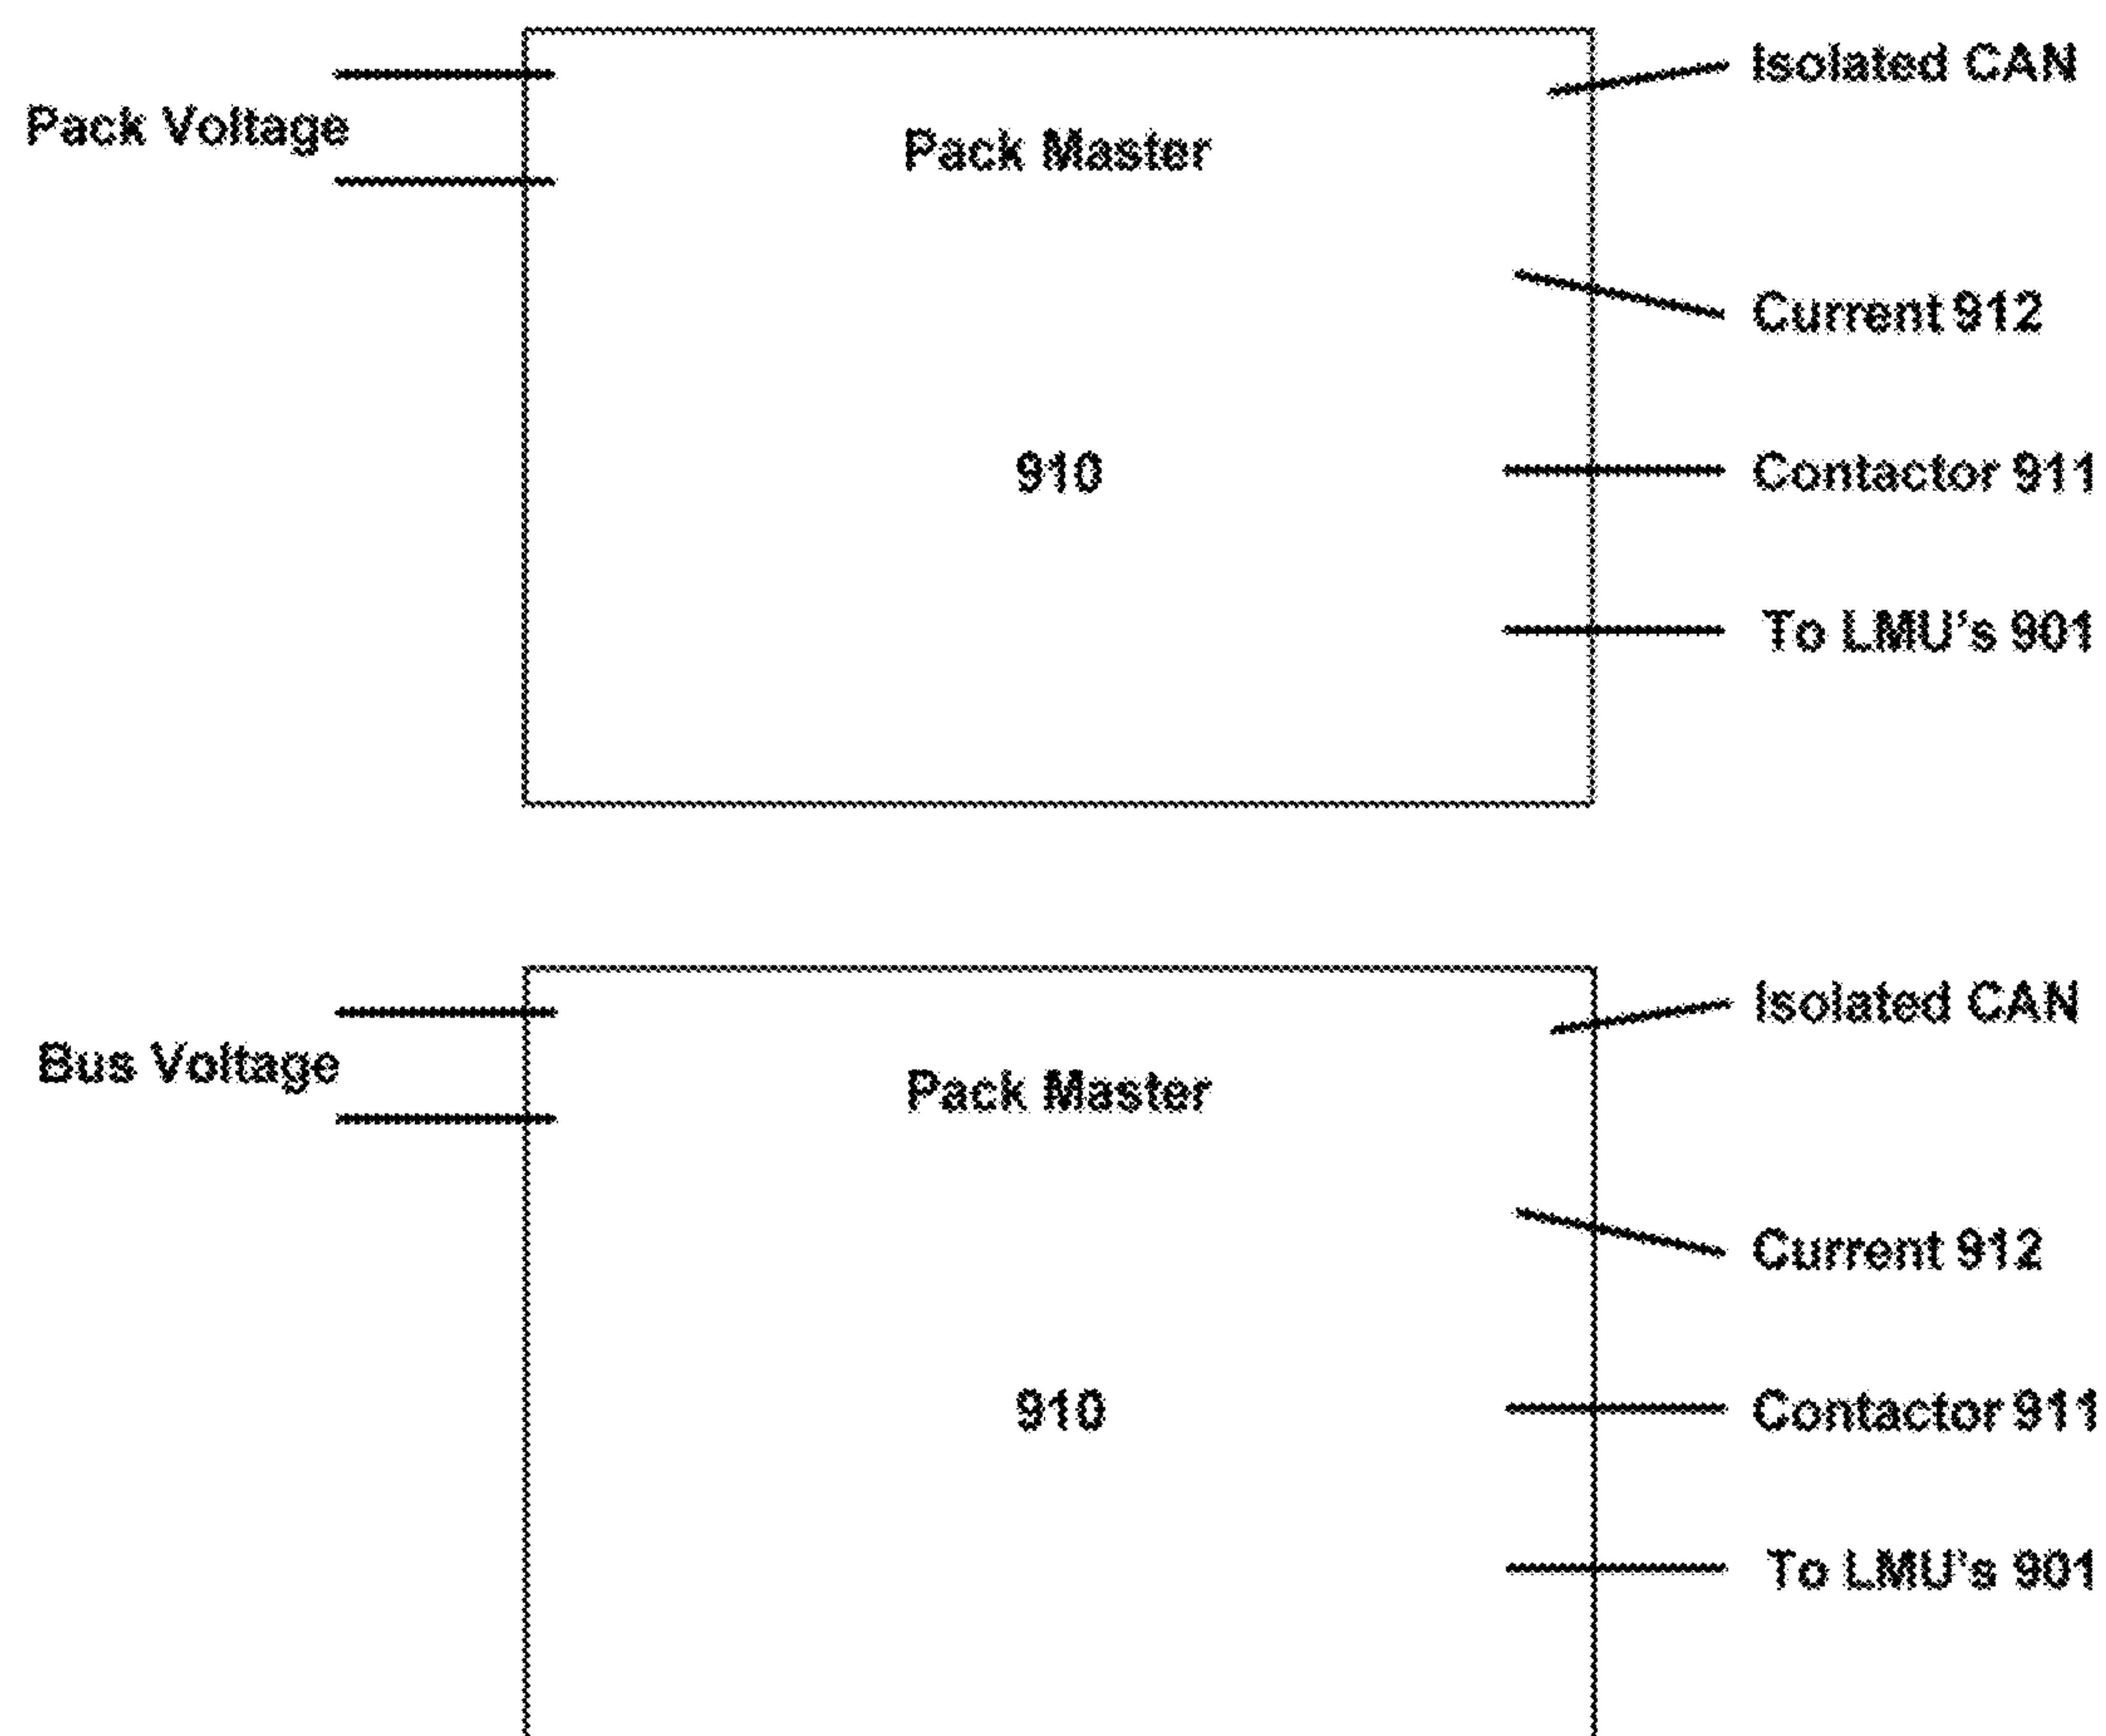 Isolated CAN
Pack Voltage
Pack Master
Current 912
910
Contactor 911
To LMU's 901
Isolated CAN
Bus Voltage
Pack Master
Current 912
910
Contactor 911
To LMU's 901